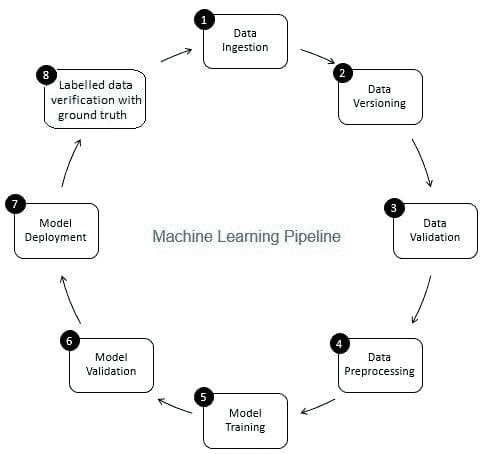 1
Data
Ingestion
2
Data
Versioning
3
Data
Validation
4
Data
Preprocessing
5
Model
Training
6
Model
Validation
7
Model
Deployment
8
Labelled data
verification with
ground truth
Machine Learning Pipeline